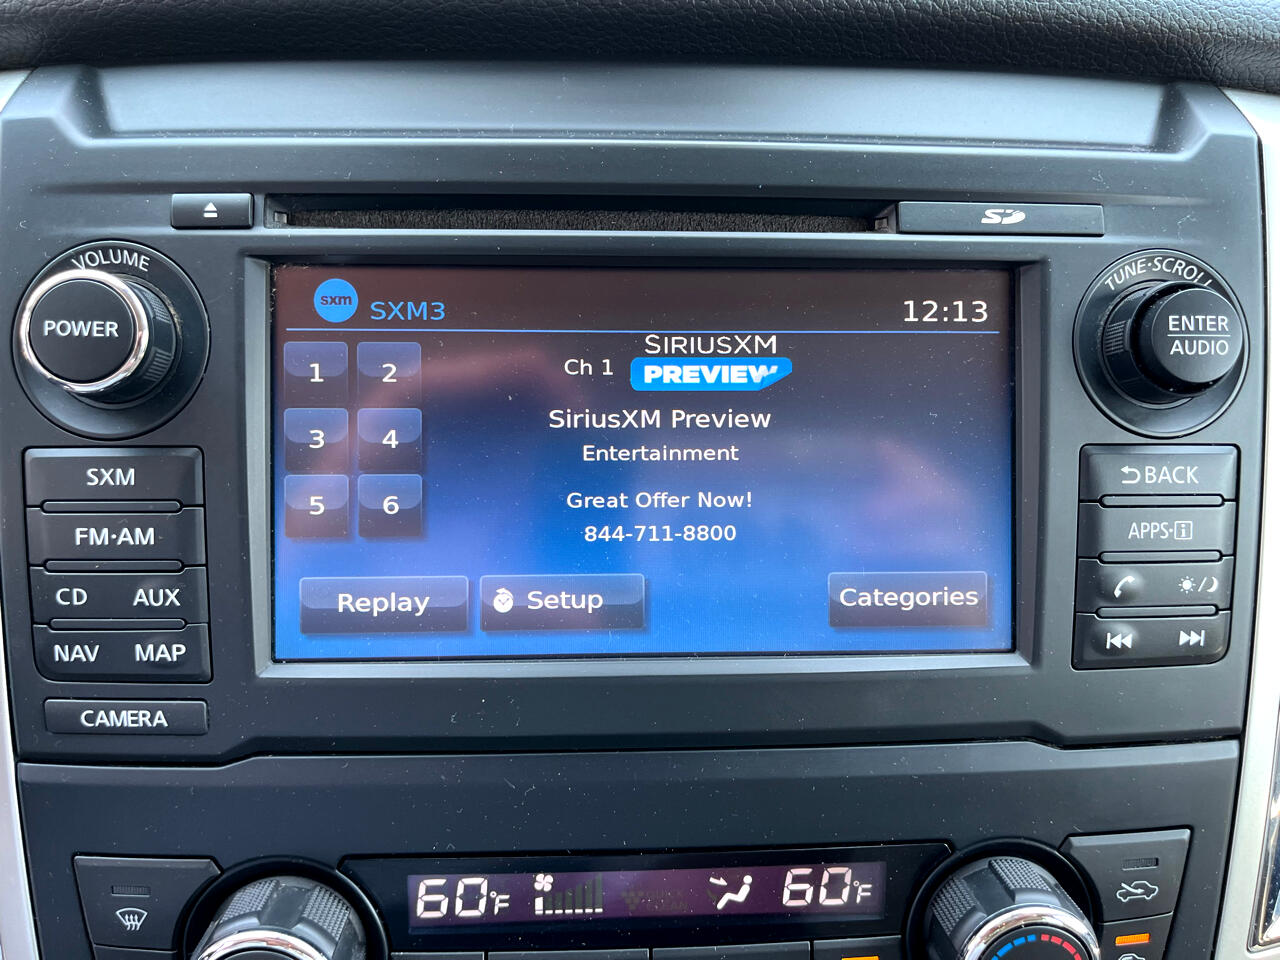 VOLUME
POWER
SD
TUNE·SCROLL
ENTER
AUDIO
sxm SXM3
12:13
1 2
3 4
5 6
SIRIUSXM
Ch 1 PREVIEW
SiriusXM Preview
Entertainment
Great Offer Now!
844-711-8800
Replay
Setup
Categories
SXM
FM·AM
CD AUX
NAV MAP
CAMERA
BACK
APPS·i
60°F
60°F